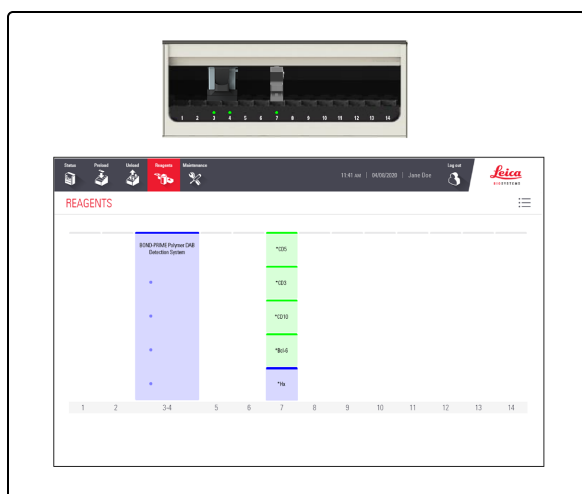 1 2 3 4 5 6 7 8 9 10 11 12 13 14
Status Preload Unload Reagents Maintenance
11:41 AM | 04/08/2020 | Jane Doe
Log out
Leica
BIOSYSTEMS
REAGENTS
BOND-PRIME Polymer DAB
Detection System
*CD5
*CD3
*CD10
*Bcl-6
*Hx
1 2 3-4 5 6 7 8 9 10 11 12 13 14